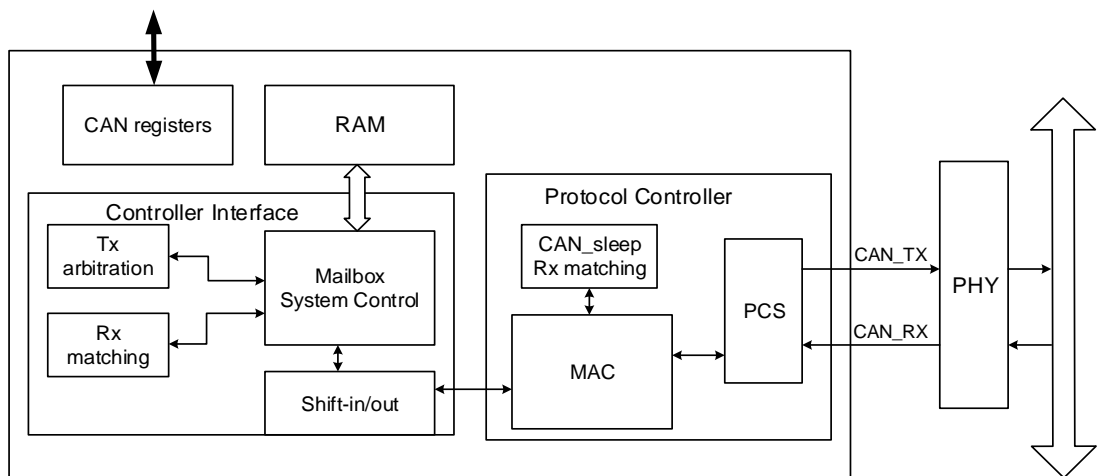 CAN registers
RAM
Controller Interface
Tx
arbitration
Rx
matching
Mailbox
System Control
Shift-in/out
Protocol Controller
CAN_sleep
Rx matching
MAC
PCS
CAN_TX
CAN_RX
PHY